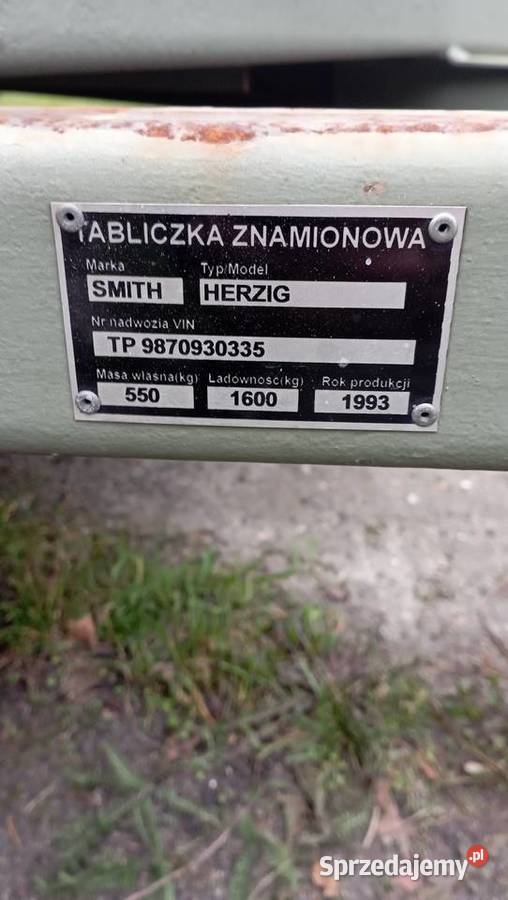 TABLICZKA ZNAMIONOWA
Marka Typ/Model
SMITH HERZIG
Nr nadwozia VIN
TP 9870930335
Masa własna(kg) Ładowność(kg) Rok produkcji
550 1600 1993
Sprzedajemy.pl